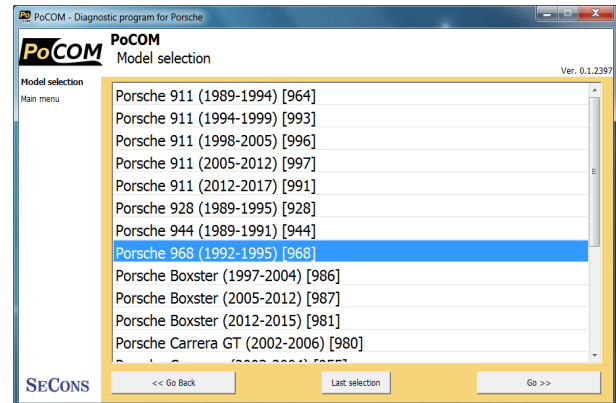 PoCOM - Diagnostic program for Porsche
PoCOM
PoCOM
Model selection
Ver. 0.1.2397
Model selection
Main menu
Porsche 911 (1989-1994) [964]
Porsche 911 (1994-1999) [993]
Porsche 911 (1998-2005) [996]
Porsche 911 (2005-2012) [997]
Porsche 911 (2012-2017) [991]
Porsche 928 (1989-1995) [928]
Porsche 944 (1989-1991) [944]
Porsche 968 (1992-1995) [968]
Porsche Boxster (1997-2004) [986]
Porsche Boxster (2005-2012) [987]
Porsche Boxster (2012-2015) [981]
Porsche Carrera GT (2002-2006) [980]
SECONS
<< Go Back
Last selection
Go >>